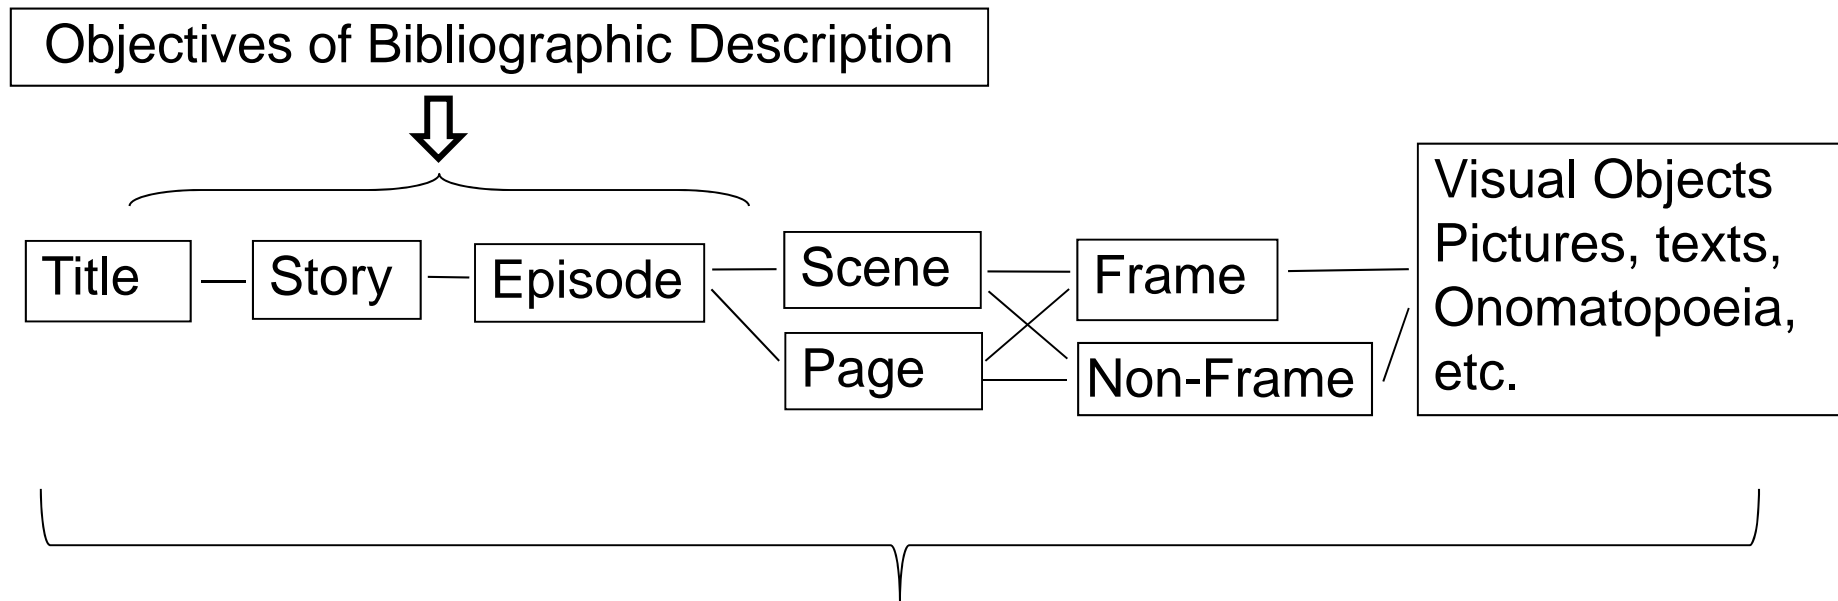 Objectives of Bibliographic Description
Title
Story
Episode
Scene
Page
Frame
Non-Frame
Visual Objects
Pictures, texts,
Onomatopoeia,
etc.